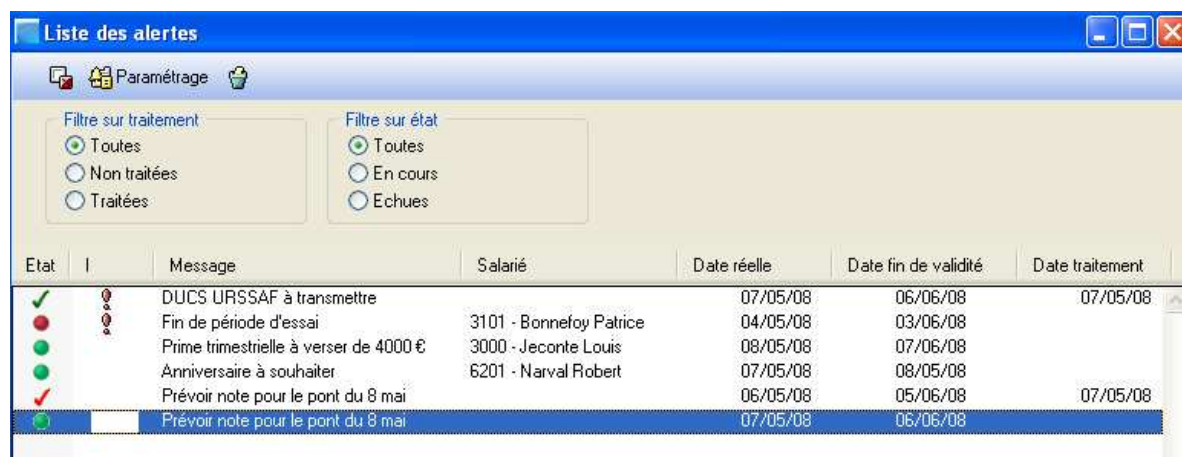 Liste des alertes
Paramétrage
Filtre sur traitement Filtre sur état
Toutes Toutes
Non traitées En cours
Traitées Echues
Etat I Message Salarié Date réelle Date fin de validité Date traitement
DUCS URSSAF à transmettre 07/05/08 06/06/08 07/05/08
Fin de période d'essai 3101 - Bonnefoy Patrice 04/05/08 03/06/08
Prime trimestrielle à verser de 4000 € 3000 - Jeconte Louis 08/05/08 07/06/08
Anniversaire à souhaiter 6201 - Narval Robert 07/05/08 08/05/08
Prévoir note pour le pont du 8 mai 06/05/08 05/06/08 07/05/08
Prévoir note pour le pont du 8 mai 07/05/08 06/06/08